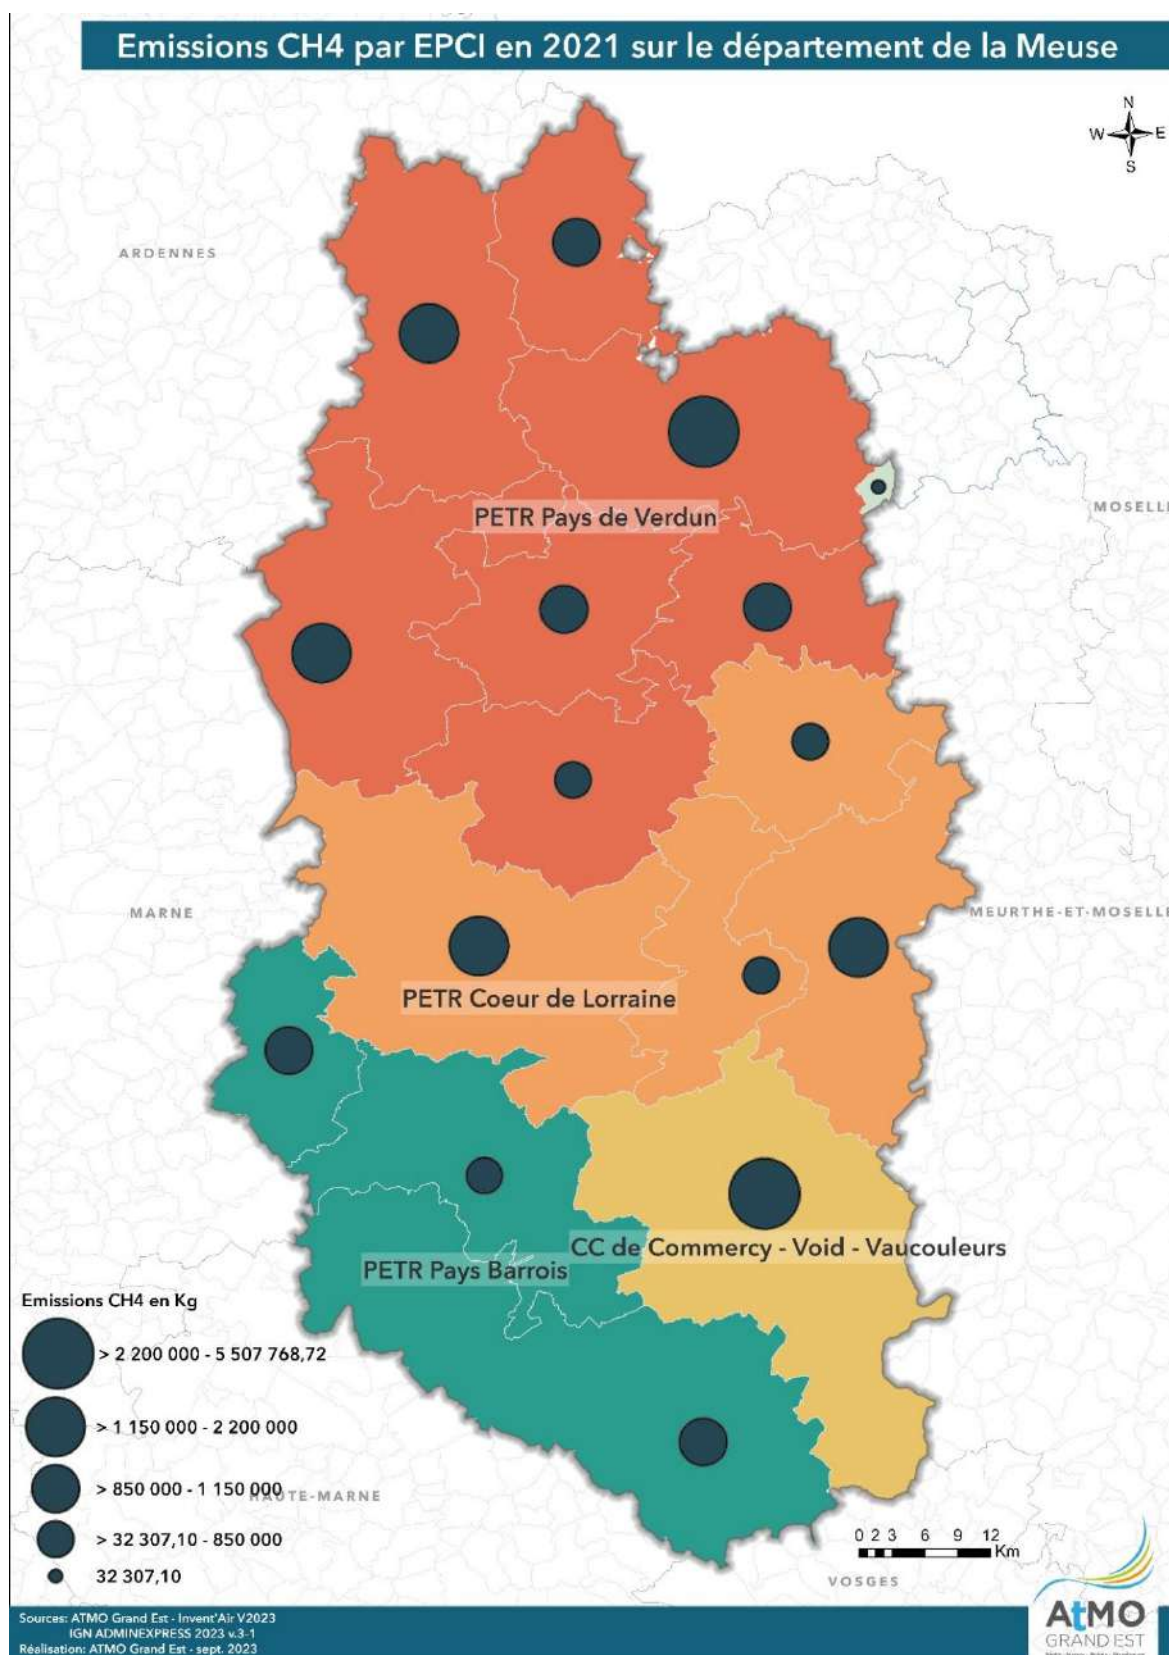 Emissions CH4 par EPCI en 2021 sur le département de la Meuse
N
W E
S
ARDENNES
MOSELLE
PETR Pays de Verdun
MARNE
MEURTHE-ET-MOSELLE
PETR Coeur de Lorraine
CC de Commercy - Void - Vaucouleurs
PETR Pays Barrois
Emissions CH4 en Kg
> 2 200 000 - 5 507 768,72
> 1 150 000 - 2 200 000
> 850 000 - 1 150 000
HAUTE-MARNE
> 32 307,10 - 850 000
32 307,10
0 2 3 6 9 12
Km
VOSGES
Sources: ATMO Grand Est - Invent'Air V2023
IGN ADMINEXPRESS 2023 v.3-1
Réalisation: ATMO Grand Est - sept. 2023
AtMO
GRAND EST